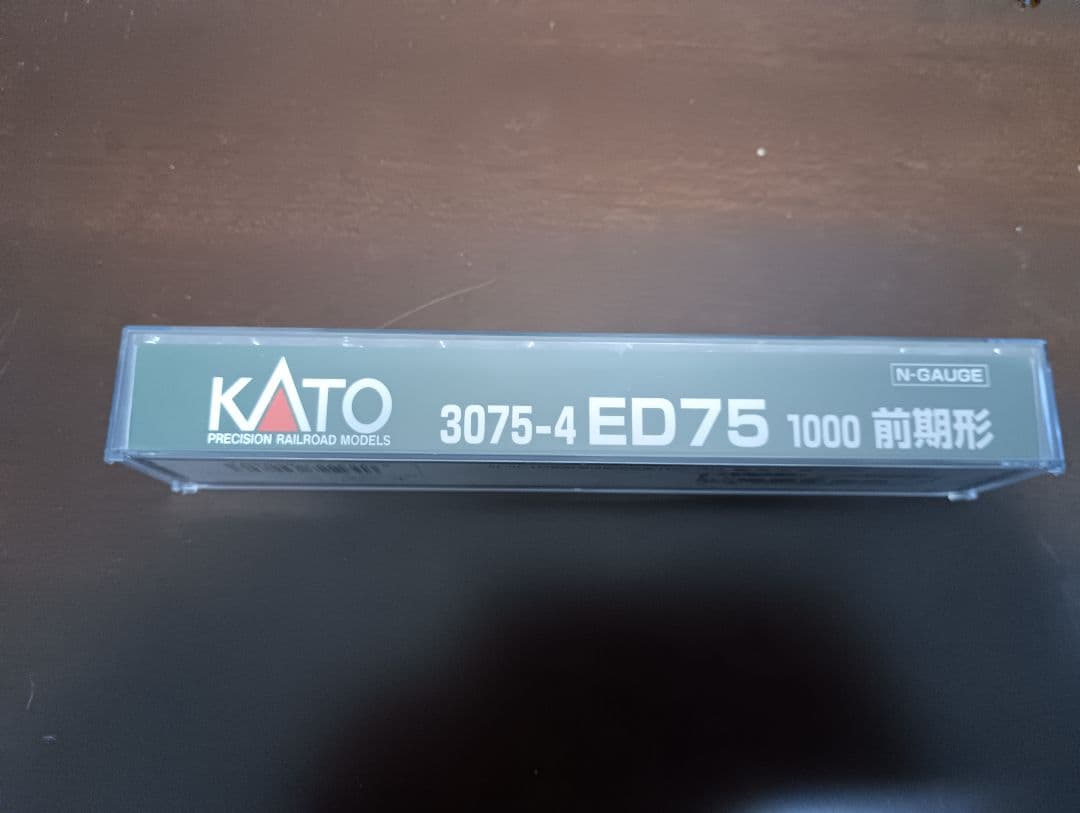 KATO
PRECISION RAILROAD MODELS
3075-4 ED75 1000 前期形
N-GAUGE